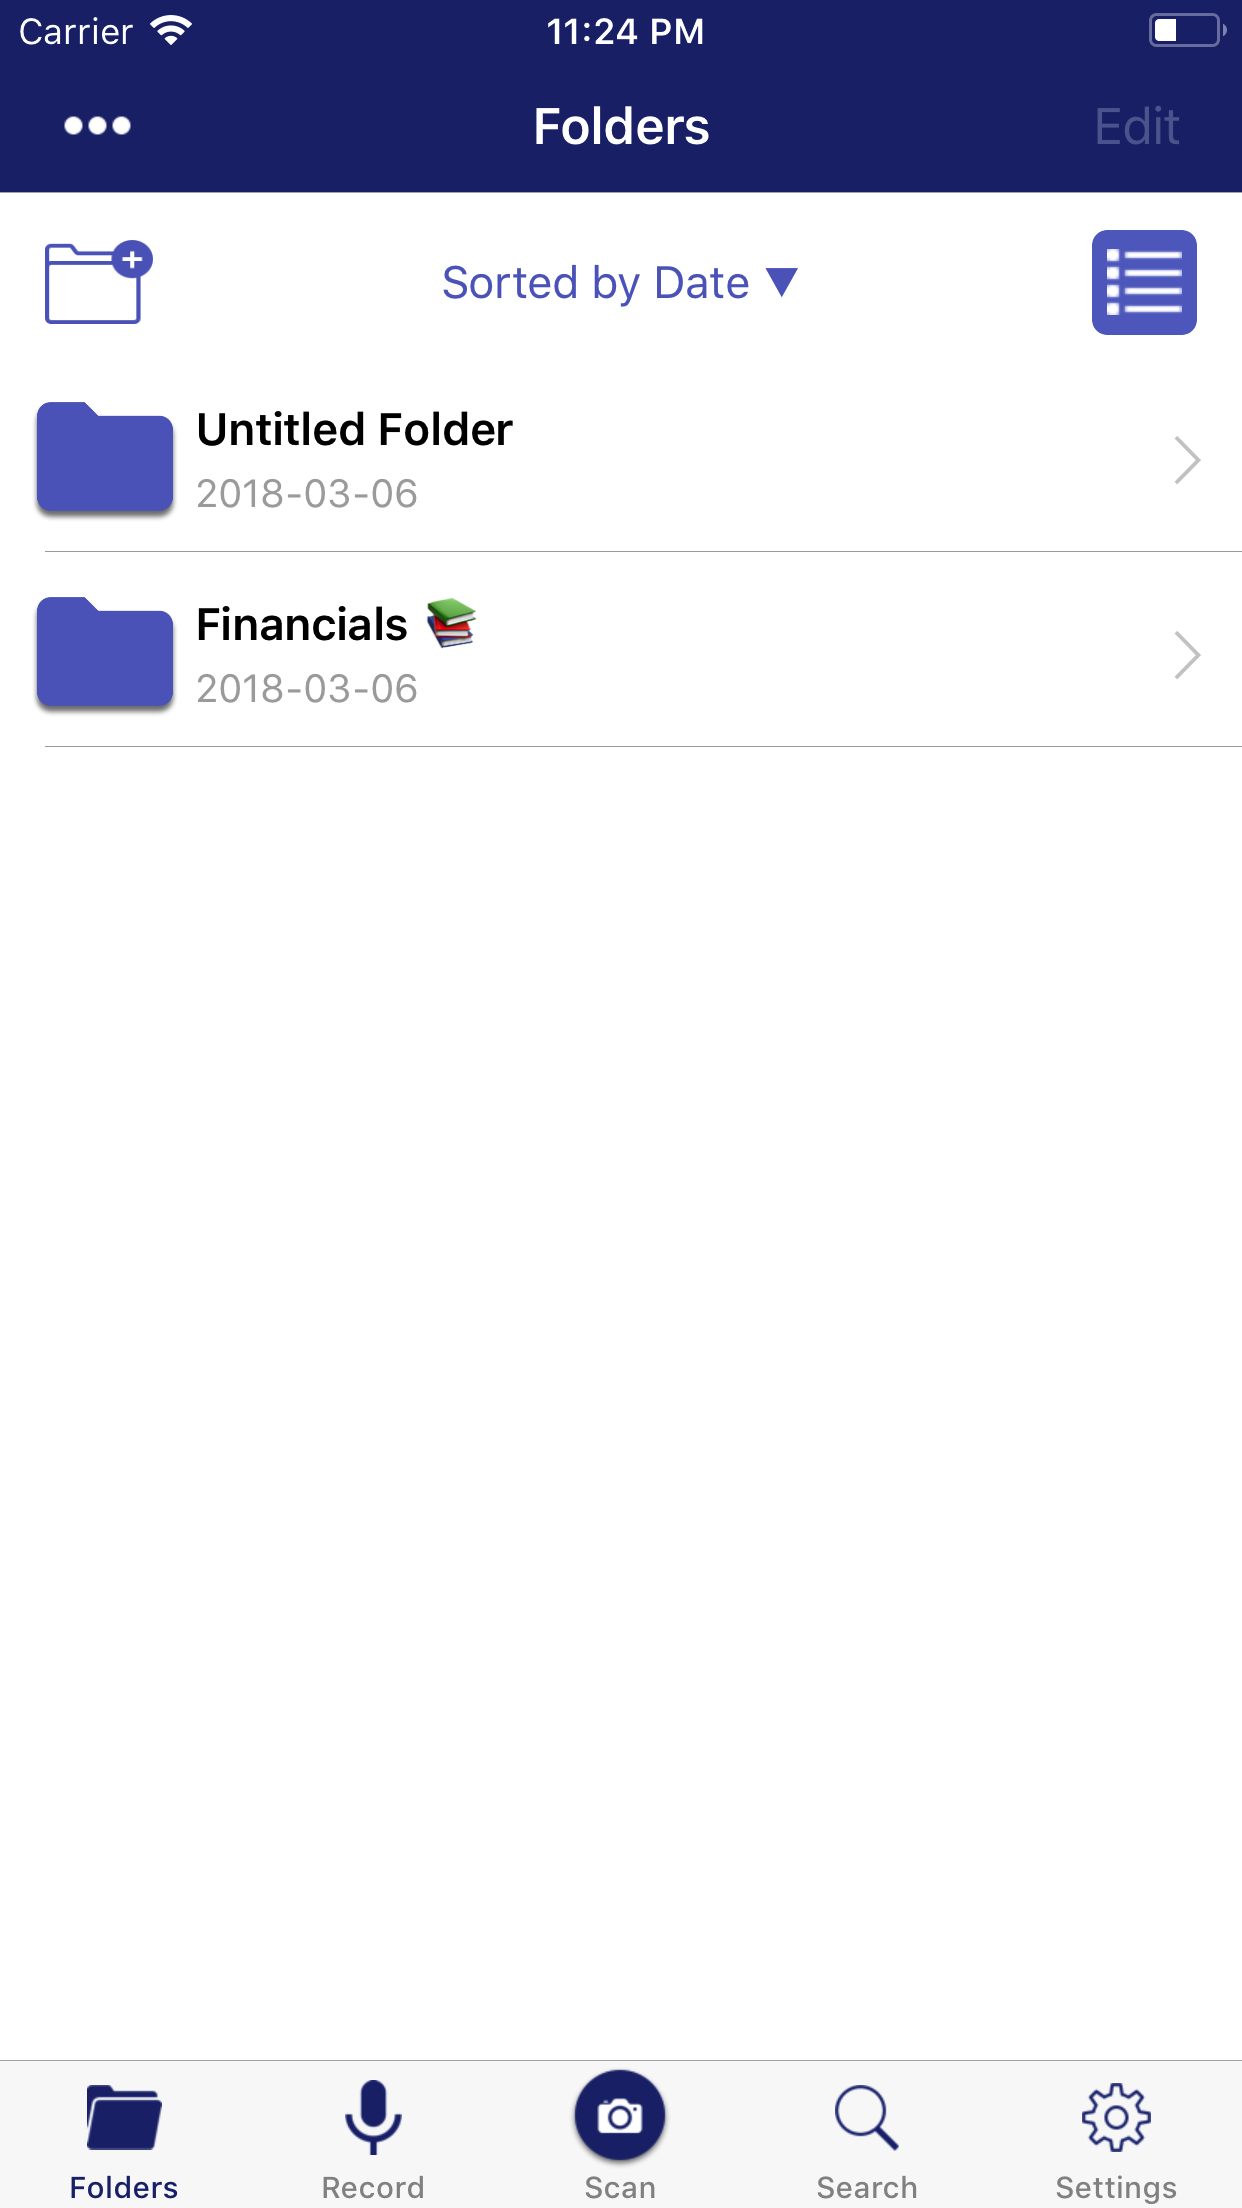 Carrier 11:24 PM
Folders Edit
Sorted by Date ▼
Untitled Folder
2018-03-06
Financials 📚
2018-03-06
Folders Record Scan Search Settings